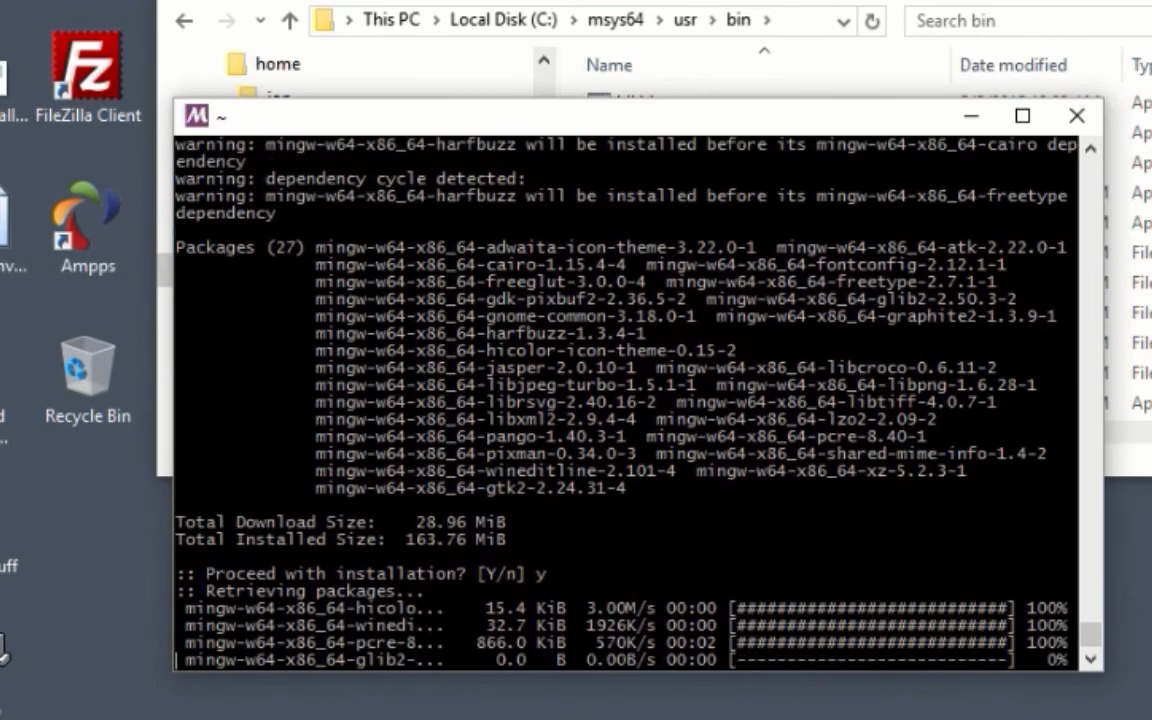 This PC > Local Disk (C:) > msys64 > usr > bin >
Search bin
home
Name
Date modified
FileZilla Client
Ampps
Recycle Bin
~
warning: mingw-w64-x86_64-harfbuzz will be installed before its mingw-w64-x86_64-cairo dep
endency
warning: dependency cycle detected:
warning: mingw-w64-x86_64-harfbuzz will be installed before its mingw-w64-x86_64-freetype
dependency
Packages (27) mingw-w64-x86_64-adwaita-icon-theme-3.22.0-1 mingw-w64-x86_64-atk-2.22.0-1
mingw-w64-x86_64-cairo-1.15.4-4 mingw-w64-x86_64-fontconfig-2.12.1-1
mingw-w64-x86_64-freeglut-3.0.0-4 mingw-w64-x86_64-freetype-2.7.1-1
mingw-w64-x86_64-gdk-pixbuf2-2.36.5-2 mingw-w64-x86_64-glib2-2.50.3-2
mingw-w64-x86_64-gnome-common-3.18.0-1 mingw-w64-x86_64-graphite2-1.3.9-1
mingw-w64-x86_64-harfbuzz-1.3.4-1
mingw-w64-x86_64-hicolor-icon-theme-0.15-2
mingw-w64-x86_64-jasper-2.0.10-1 mingw-w64-x86_64-libcroco-0.6.11-2
mingw-w64-x86_64-libjpeg-turbo-1.5.1-1 mingw-w64-x86_64-libpng-1.6.28-1
mingw-w64-x86_64-librsvg-2.40.16-2 mingw-w64-x86_64-libtiff-4.0.7-1
mingw-w64-x86_64-libxml2-2.9.4-4 mingw-w64-x86_64-lzo2-2.09-2
mingw-w64-x86_64-pango-1.40.3-1 mingw-w64-x86_64-pcre-8.40-1
mingw-w64-x86_64-pixman-0.34.0-3 mingw-w64-x86_64-shared-mime-info-1.4-2
mingw-w64-x86_64-wineditline-2.101-4 mingw-w64-x86_64-xz-5.2.3-1
mingw-w64-x86_64-gtk2-2.24.31-4
Total Download Size: 28.96 MiB
Total Installed Size: 163.76 MiB
:: Proceed with installation? [Y/n] y
:: Retrieving packages...
mingw-w64-x86_64-hicolo... 15.4 KiB 3.00M/s 00:00 [###########################] 100%
mingw-w64-x86_64-winedi... 32.7 KiB 1926K/s 00:00 [###########################] 100%
mingw-w64-x86_64-pcre-8... 866.0 KiB 570K/s 00:02 [###########################] 100%
mingw-w64-x86_64-glib2-... 0.0 B 0.00B/s 00:00 [---------------------------] 0%